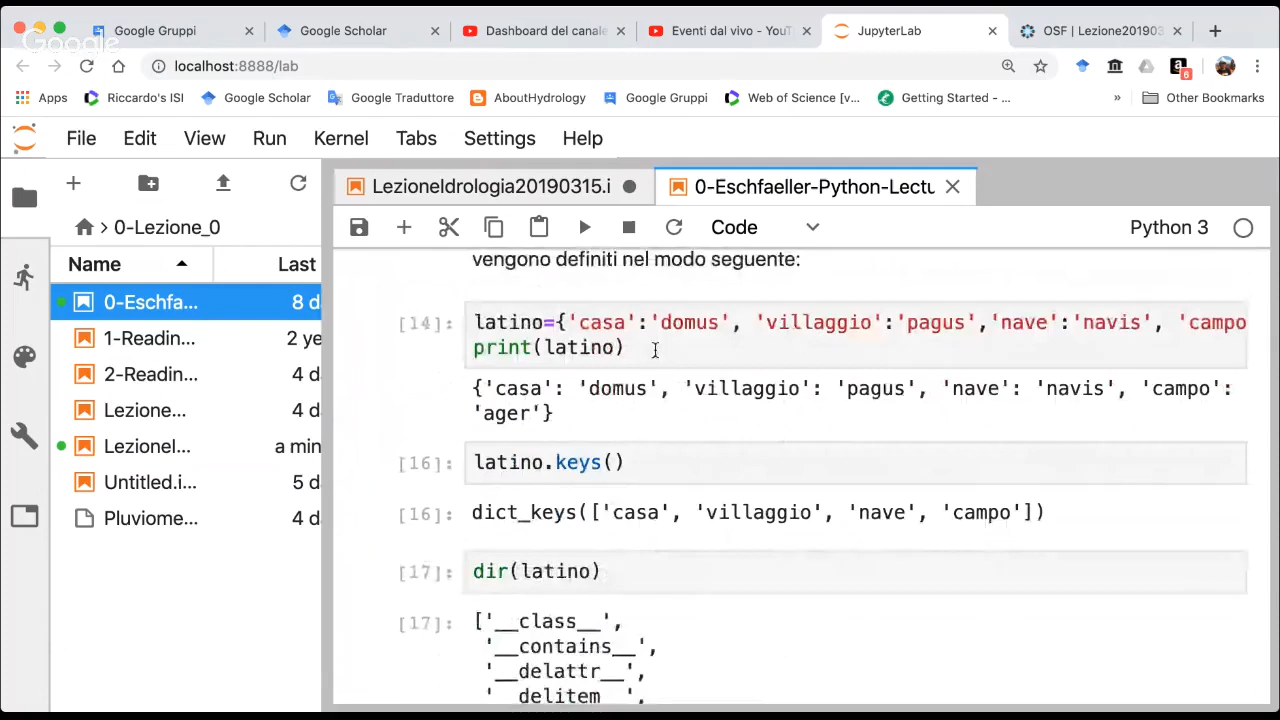 Google Gruppi
Google Scholar
Dashboard del canale
Eventi dal vivo - YouT
JupyterLab
OSF | Lezione201903
Google
localhost:8888/lab
6
Apps
Riccardo's ISI
Google Scholar
Google Traduttore
AboutHydrology
Google Gruppi
Web of Science [v...
Getting Started - ...
»
Other Bookmarks
File
Edit
View
Run
Kernel
Tabs
Settings
Help
LezioneIdrologia20190315.i
0-Eschfaeller-Python-Lectu
0-Lezione_0
Code
Python 3
Name
Last
0-Eschfa...
8 d
1-Readin...
2 ye
2-Readin...
4 d
Lezione...
4 d
Lezionel...
a min
Untitled.i...
5 d
Pluviome...
4 d
vengono definiti nel modo seguente:
[14]: latino={'casa':'domus', 'villaggio':'pagus','nave':'navis', 'campo
print(latino)
{'casa': 'domus', 'villaggio': 'pagus', 'nave': 'navis', 'campo':
'ager'}
[16]: latino.keys()
[16]: dict_keys(['casa', 'villaggio', 'nave', 'campo'])
[17]: dir(latino)
[17]: ['__class__',
'__contains__',
'__delattr__',
'__delitem__',